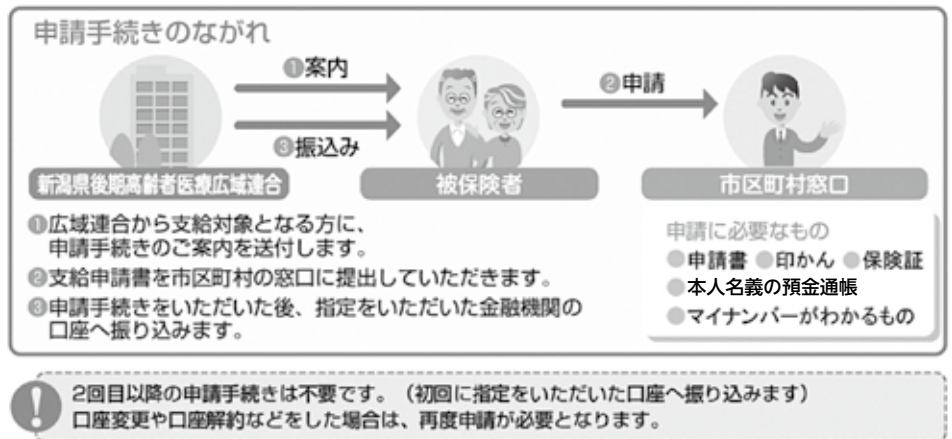 申請手続きのながれ
❶案内
❷申請
❸振込み
新潟県後期高齢者医療広域連合
被保険者
市区町村窓口
❶広域連合から支給対象となる方に、
申請手続きのご案内を送付します。
❷支給申請書を市区町村の窓口に提出していただきます。
❸申請手続きをいただいた後、指定をいただいた金融機関の
口座へ振り込みます。
申請に必要なもの
●申請書 ●印かん ●保険証
●本人名義の預金通帳
●マイナンバーがわかるもの
! 2回目以降の申請手続きは不要です。（初回に指定をいただいた口座へ振り込みます）
口座変更や口座解約などをした場合は、再度申請が必要となります。